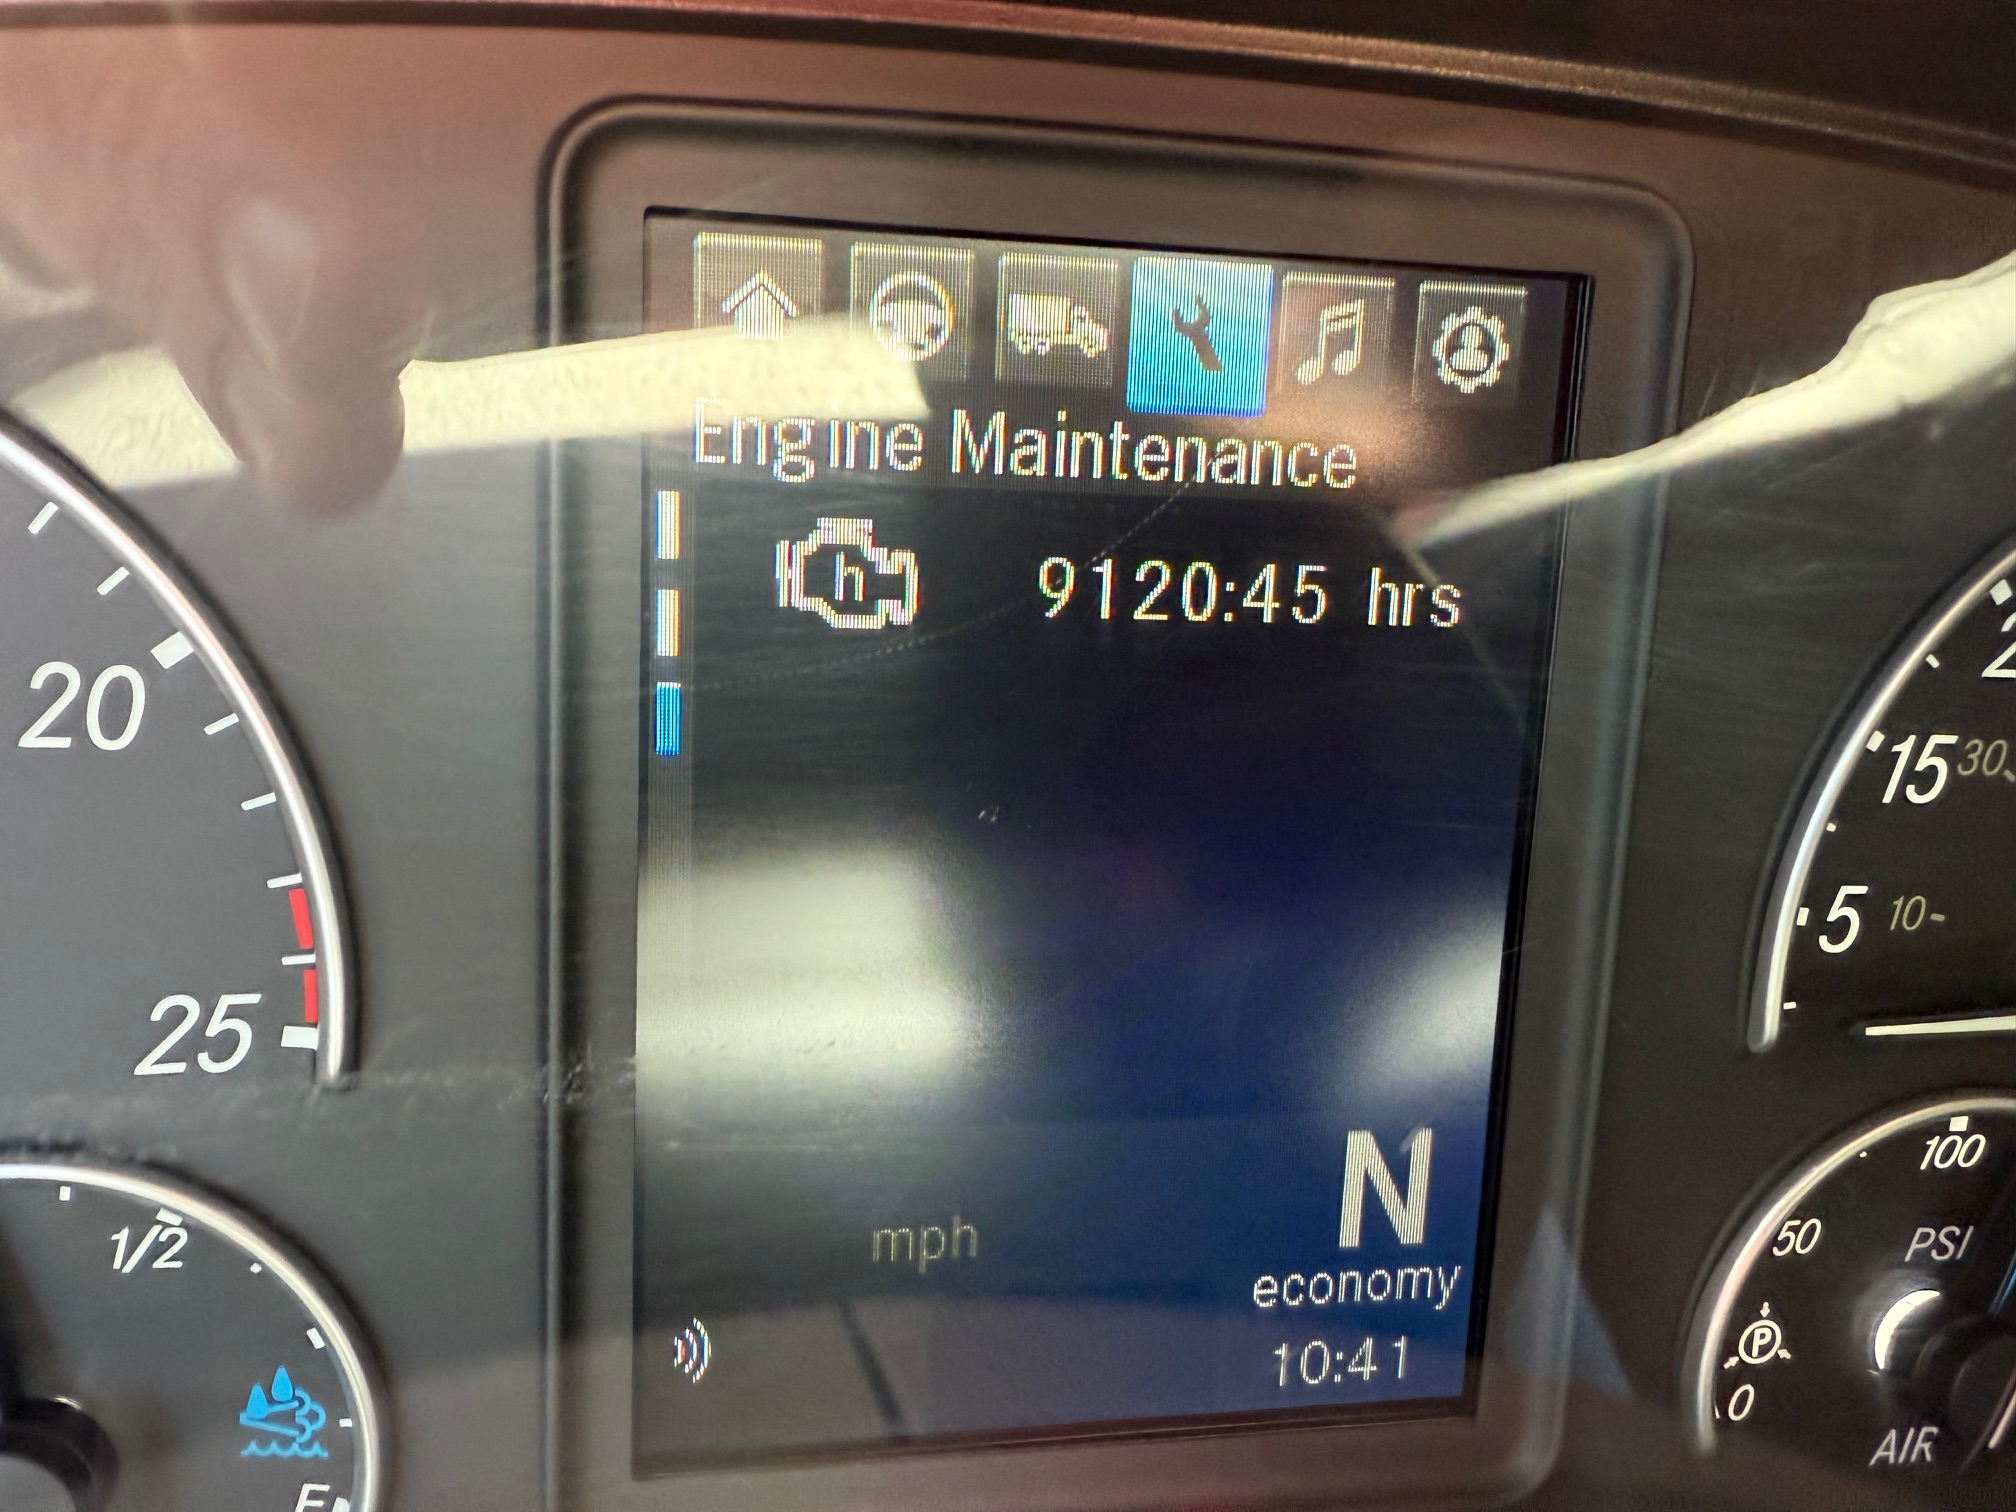 Engine Maintenance
h 9120:45 hrs
20
25
15 30
5 10-
1/2
mph
N
economy
10:41
100
50 PSI
P
0
AIR